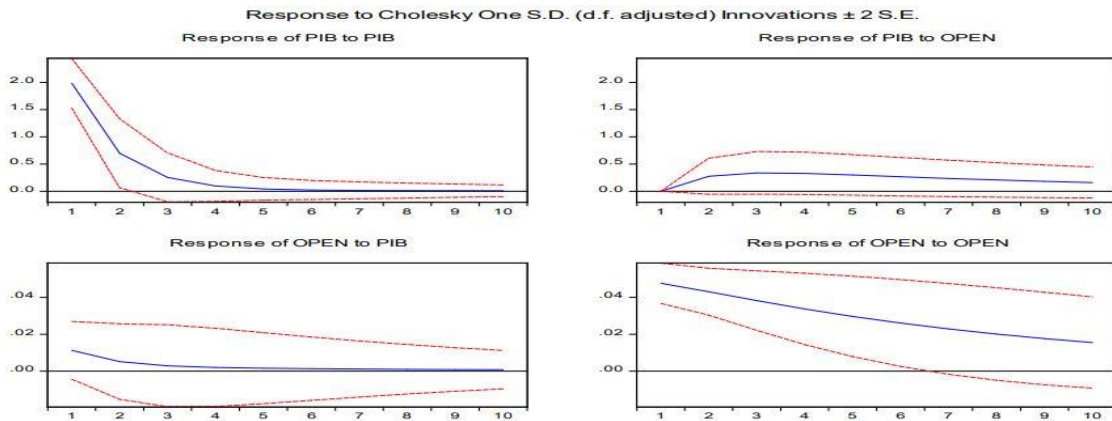 Response to Cholesky One S.D. (d.f. adjusted) Innovations ± 2 S.E.
Response of PIB to PIB
2.0
1.5
1.0
0.5
0.0
1 2 3 4 5 6 7 8 9 10
Response of PIB to OPEN
2.0
1.5
1.0
0.5
0.0
1 2 3 4 5 6 7 8 9 10
Response of OPEN to PIB
.04
.02
.00
1 2 3 4 5 6 7 8 9 10
Response of OPEN to OPEN
.04
.02
.00
1 2 3 4 5 6 7 8 9 10